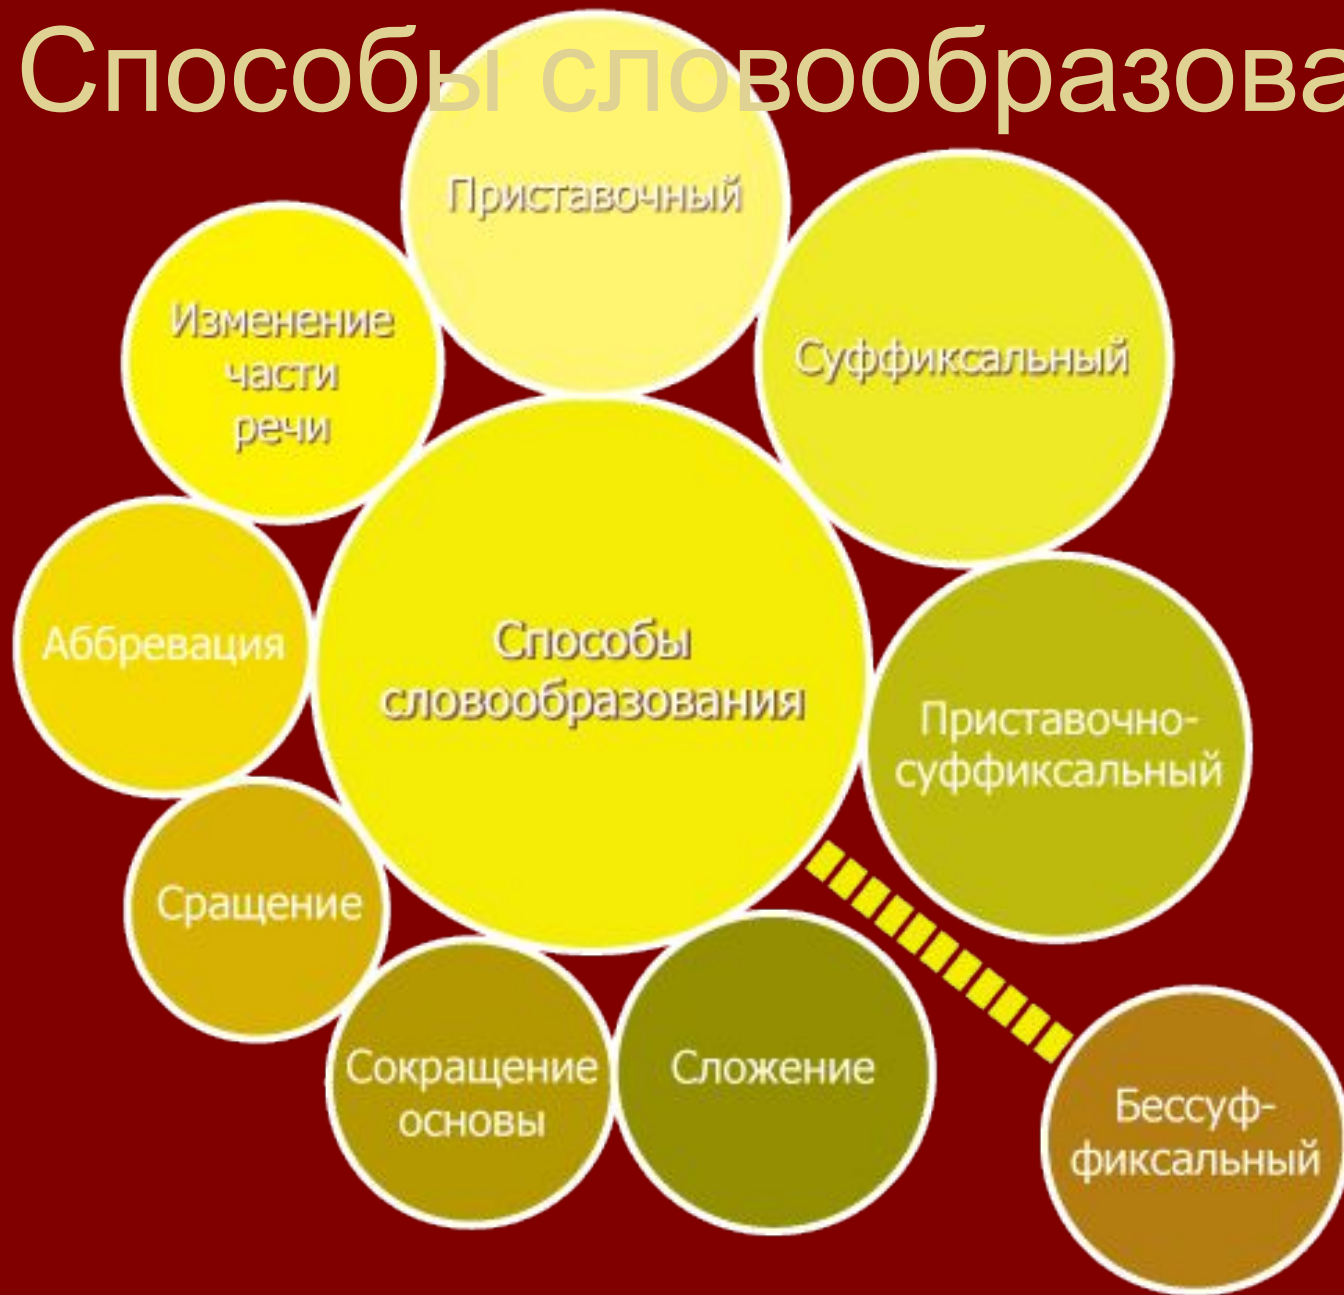 Способы словообразова
Приставочный
Суффиксальный
Изменение
части
речи
Аббревация
Способы
словообразования
Приставочно-
суффиксальный
Сращение
Сокращение
основы
Сложение
Бессуф-
фиксальный